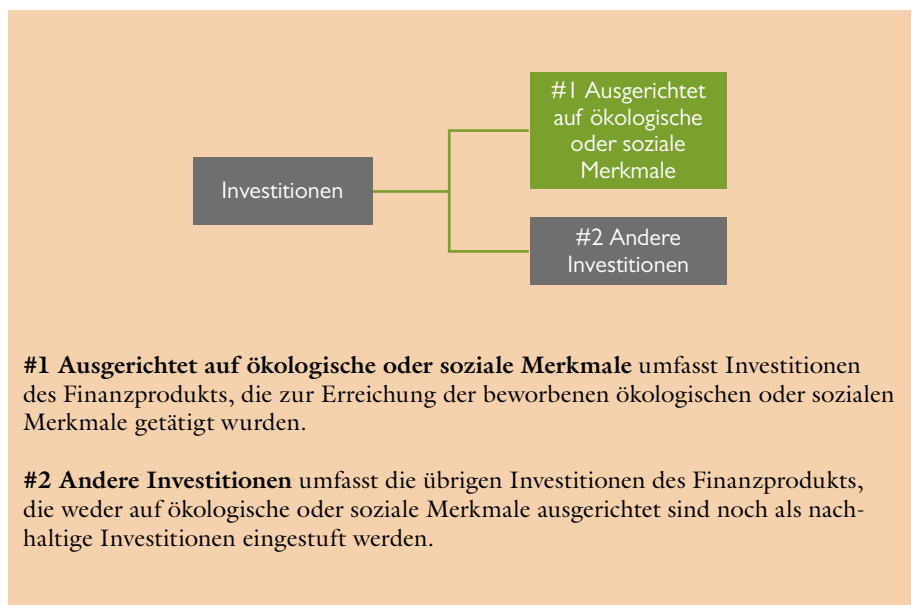 #1 Ausgerichtet
auf ökologische
oder soziale
Merkmale
Investitionen
#2 Andere
Investitionen
#1 Ausgerichtet auf ökologische oder soziale Merkmale umfasst Investitionen
des Finanzprodukts, die zur Erreichung der beworbenen ökologischen oder sozialen
Merkmale getätigt wurden.
#2 Andere Investitionen umfasst die übrigen Investitionen des Finanzprodukts,
die weder auf ökologische oder soziale Merkmale ausgerichtet sind noch als nach-
haltige Investitionen eingestuft werden.